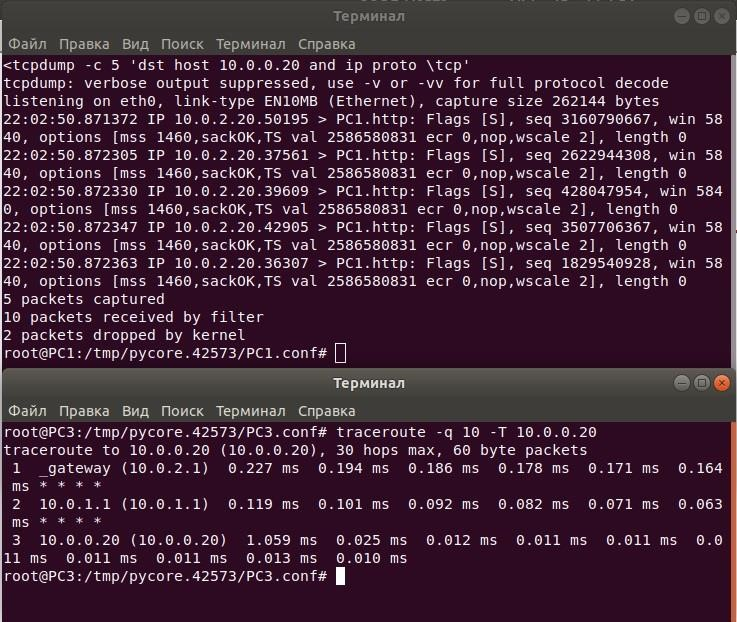 Терминал
Файл Правка Вид Поиск Терминал Справка
<tcpdump -c 5 'dst host 10.0.0.20 and ip proto \tcp'
tcpdump: verbose output suppressed, use -v or -vv for full protocol decode
listening on eth0, link-type EN10MB (Ethernet), capture size 262144 bytes
22:02:50.871372 IP 10.0.2.20.50195 > PC1.http: Flags [S], seq 3160790667, win 58
40, options [mss 1460,sackOK,TS val 2586580831 ecr 0,nop,wscale 2], length 0
22:02:50.872305 IP 10.0.2.20.37561 > PC1.http: Flags [S], seq 2622944308, win 58
40, options [mss 1460,sackOK,TS val 2586580831 ecr 0,nop,wscale 2], length 0
22:02:50.872330 IP 10.0.2.20.39609 > PC1.http: Flags [S], seq 428047954, win 584
0, options [mss 1460,sackOK,TS val 2586580831 ecr 0,nop,wscale 2], length 0
22:02:50.872347 IP 10.0.2.20.42905 > PC1.http: Flags [S], seq 3507706367, win 58
40, options [mss 1460,sackOK,TS val 2586580831 ecr 0,nop,wscale 2], length 0
22:02:50.872363 IP 10.0.2.20.36307 > PC1.http: Flags [S], seq 1829540928, win 58
40, options [mss 1460,sackOK,TS val 2586580831 ecr 0,nop,wscale 2], length 0
5 packets captured
10 packets received by filter
2 packets dropped by kernel
root@PC1:/tmp/pycore.42573/PC1.conf#
Терминал
Файл Правка Вид Поиск Терминал Справка
root@PC3:/tmp/pycore.42573/PC3.conf# traceroute -q 10 -T 10.0.0.20
traceroute to 10.0.0.20 (10.0.0.20), 30 hops max, 60 byte packets
1 _gateway (10.0.2.1) 0.227 ms 0.194 ms 0.186 ms 0.178 ms 0.171 ms 0.164
ms * * * *
2 10.0.1.1 (10.0.1.1) 0.119 ms 0.101 ms 0.092 ms 0.082 ms 0.071 ms 0.063
ms * * * *
3 10.0.0.20 (10.0.0.20) 1.059 ms 0.025 ms 0.012 ms 0.011 ms 0.011 ms 0.0
11 ms 0.011 ms 0.011 ms 0.013 ms 0.010 ms
root@PC3:/tmp/pycore.42573/PC3.conf#